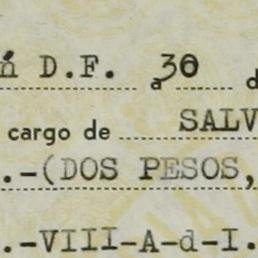 n D.F. a 30 d
cargo de SALV
.-(DOS PESOS,
.-VIII-A-d-I.